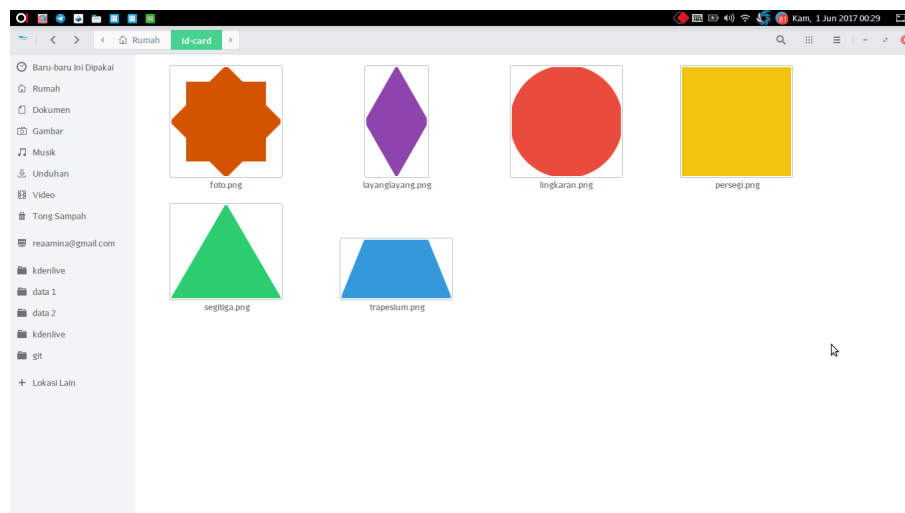 81 Kam, 1 Jun 2017 00:29
Rumah id-card
Baru-baru Ini Dipakai
Rumah
Dokumen
Gambar
Musik
Unduhan
Video
Tong Sampah
reaamina@gmail.com
kdenlive
data 1
data 2
kdenlive
git
Lokasi Lain
foto.png
layanglayang.png
lingkaran.png
persegi.png
segitiga.png
trapesium.png